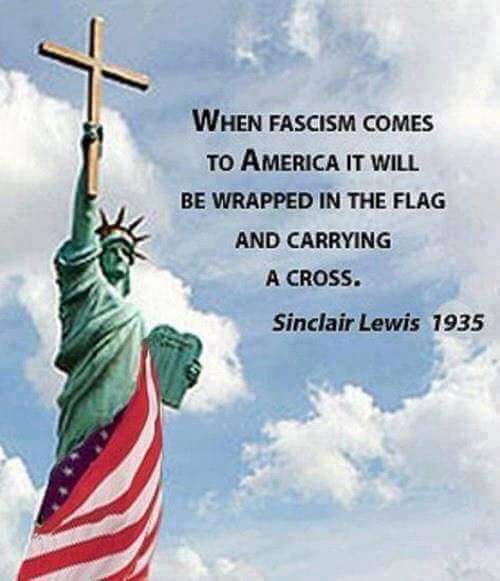 WHEN FASCISM COMES
TO AMERICA IT WILL
BE WRAPPED IN THE FLAG
AND CARRYING
A CROSS.
Sinclair Lewis 1935